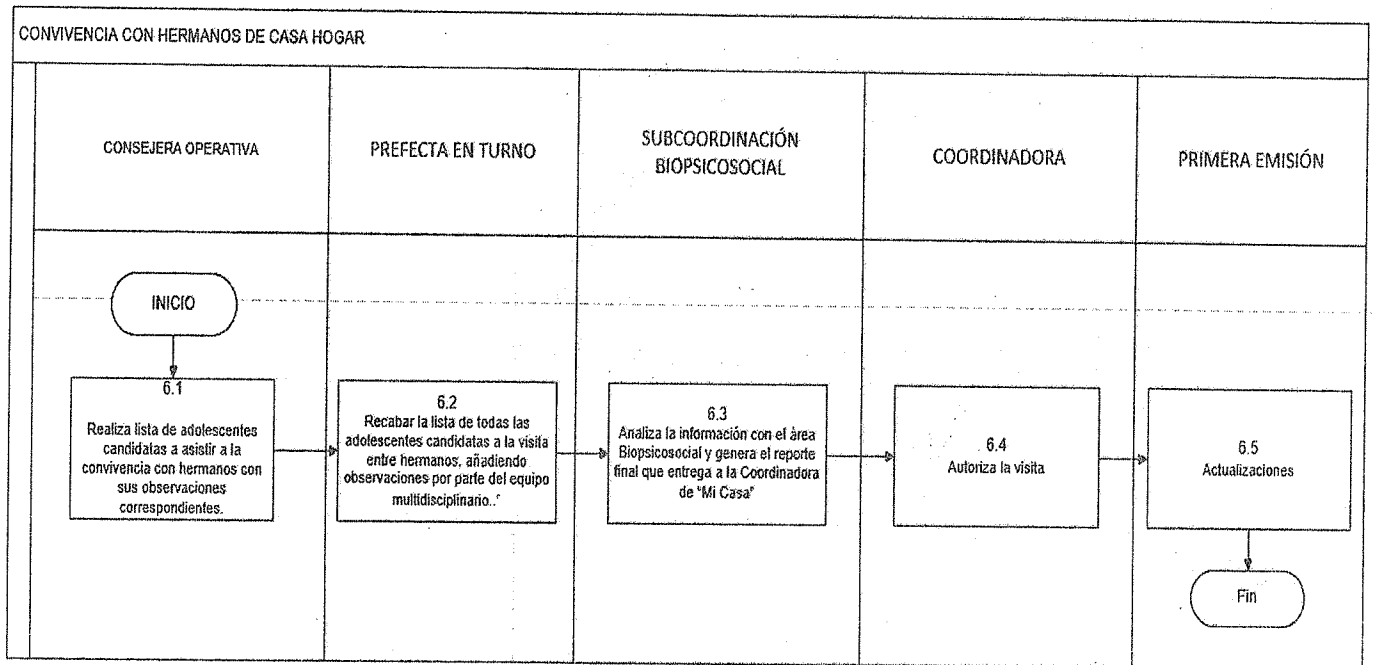 CONVIVENCIA CON HERMANOS DE CASA HOGAR
CONSEJERA OPERATIVA
PREFECTA EN TURNO
SUBCOORDINACIÓN
BIOPSICOSOCIAL
COORDINADORA
PRIMERA EMISIÓN
INICIO
6.1
Realiza lista de adolescentes
candidatas a asistir a la
convivencia con hermanos con
sus observaciones
correspondientes.
6.2
Recabar la lista de todas las
adolescentes candidatas a la visita
entre hermanos, añadiendo
observaciones por parte del equipo
multidisciplinario..
6.3
Analiza la información con el área
Biopsicosocial y genera el reporte
final que entrega a la Coordinadora
de "Mi Casa"
6.4
Autoriza la visita
6.5
Actualizaciones
Fin